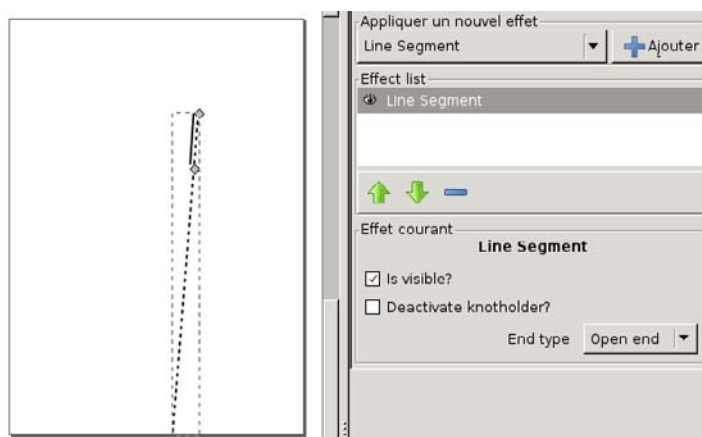 Appliquer un nouvel effet
Line Segment
Ajouter
Effect list
Line Segment
Effet courant
Line Segment
Is visible?
Deactivate knotholder?
End type
Open end